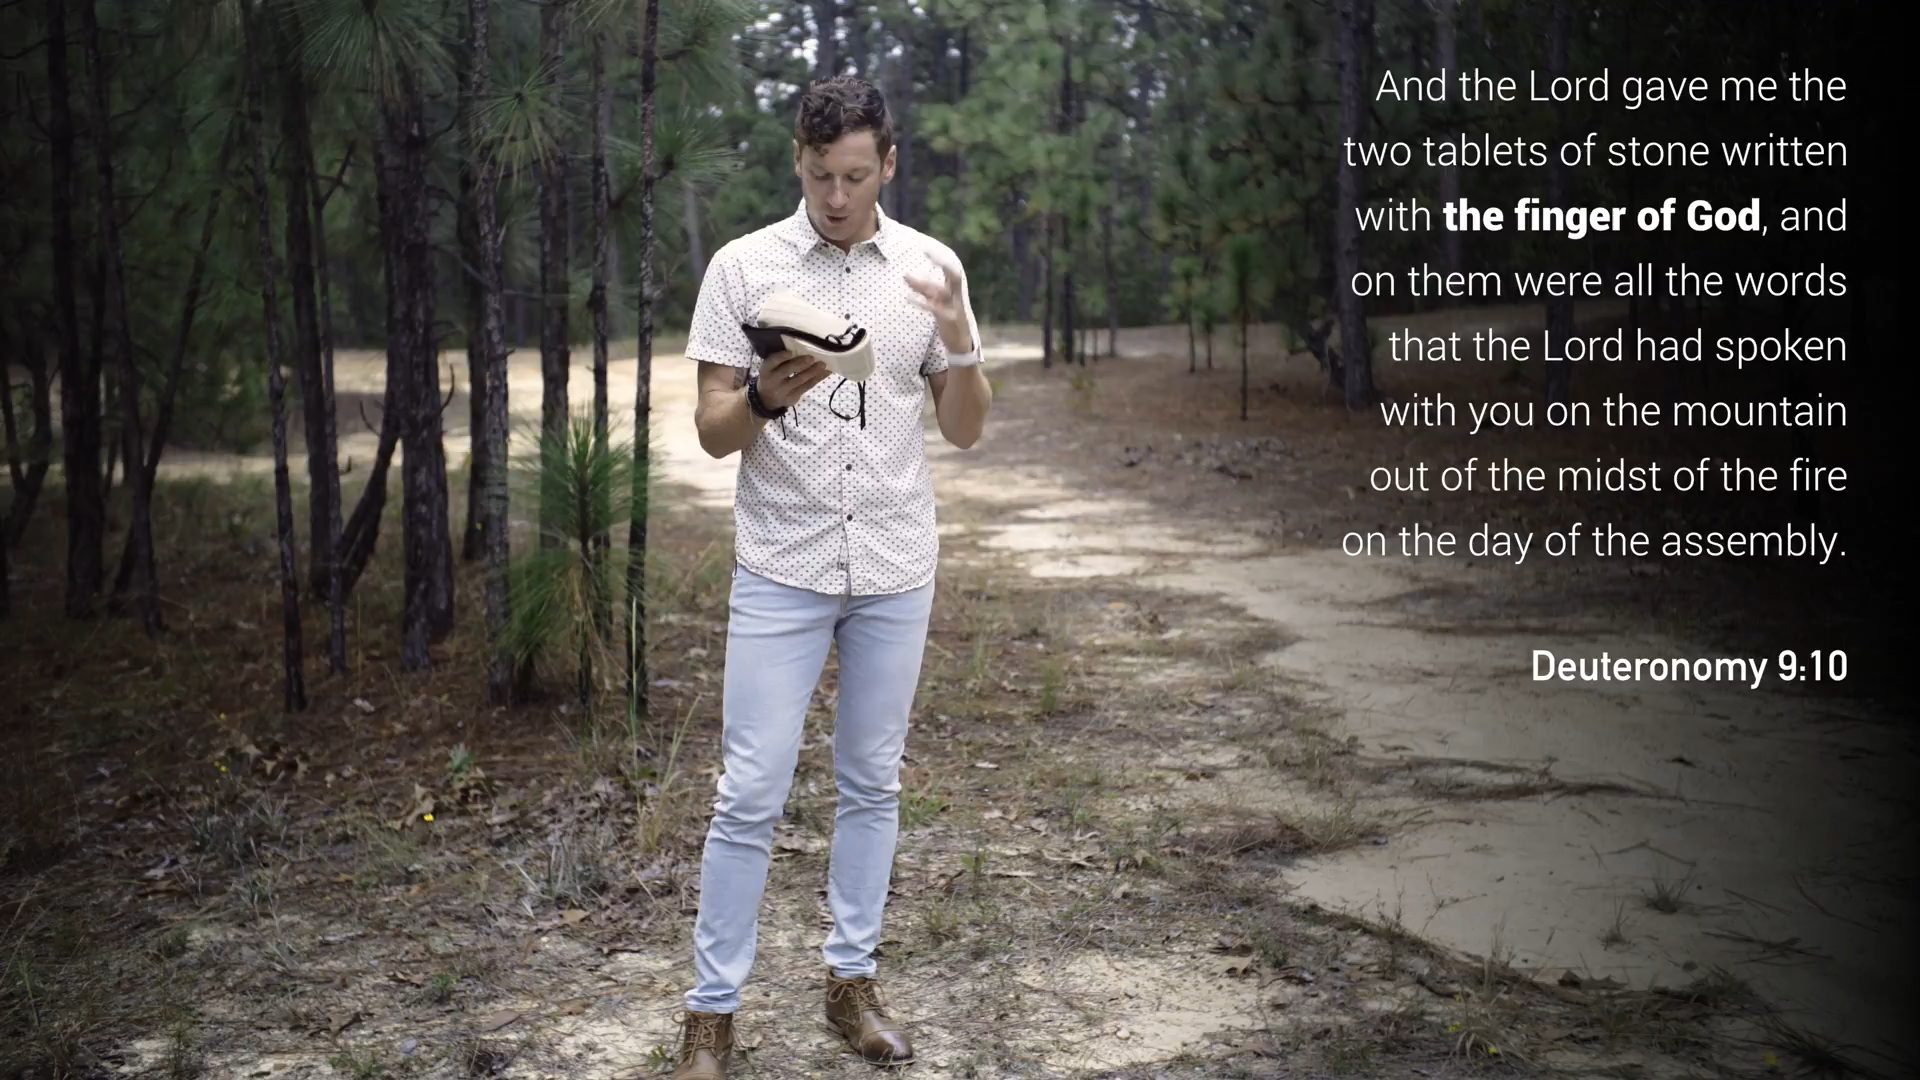 And the Lord gave me the
two tablets of stone written
with the finger of God, and
on them were all the words
that the Lord had spoken
with you on the mountain
out of the midst of the fire
on the day of the assembly.
Deuteronomy 9:10